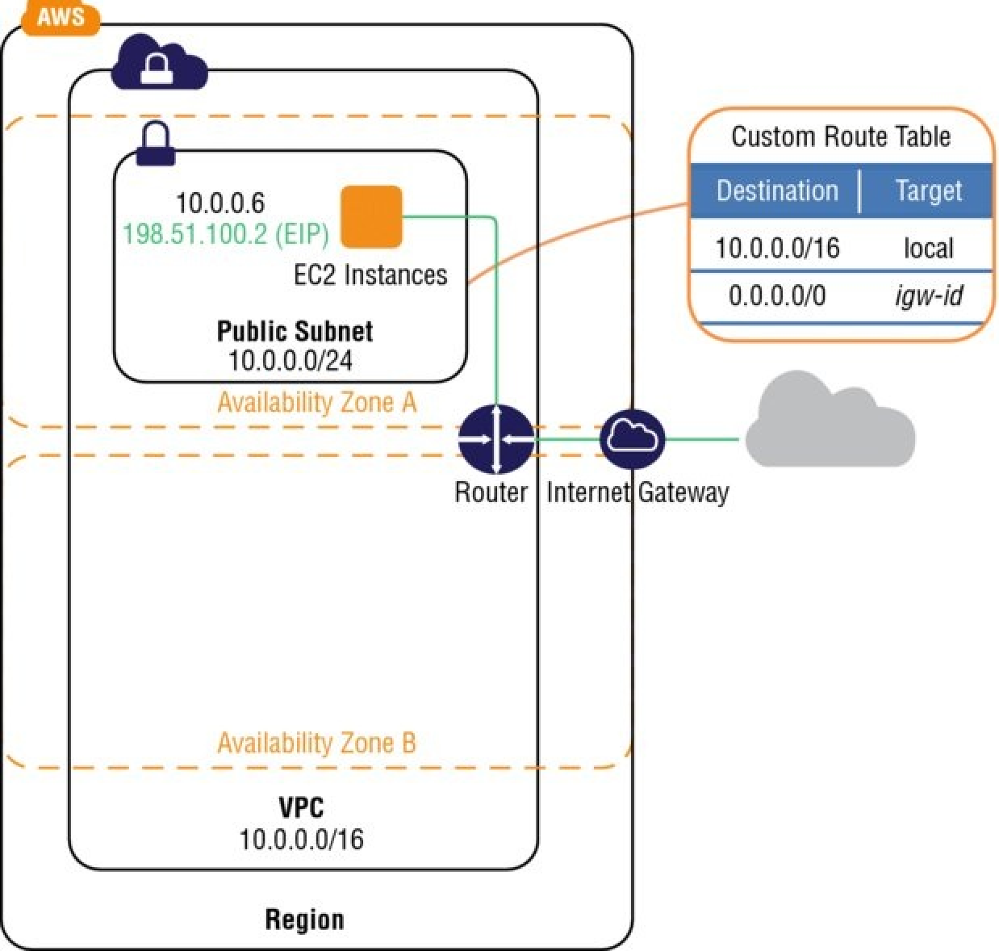 AWS
10.0.0.6
198.51.100.2 (EIP)
EC2 Instances
Public Subnet
10.0.0.0/24
Availability Zone A
Custom Route Table
Destination Target
10.0.0.0/16 local
0.0.0.0/0 igw-id
Router Internet Gateway
Availability Zone B
VPC
10.0.0.0/16
Region